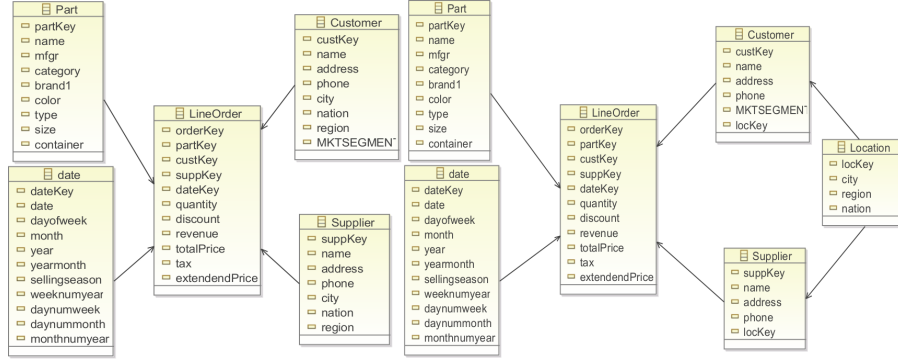 Part
partKey
name
mfgr
category
brand1
color
type
size
container
date
dateKey
date
dayofweek
month
year
yearmonth
sellingseason
weeknumyear
daynumweek
daynummonth
monthnumyear
LineOrder
orderKey
partKey
custKey
suppKey
dateKey
quantity
discount
revenue
totalPrice
tax
extendendPrice
Customer
custKey
name
address
phone
city
nation
region
MKTSEGMENT
Supplier
suppKey
name
address
phone
city
nation
region
Part
partKey
name
mfgr
category
brand1
color
type
size
container
date
dateKey
date
dayofweek
month
year
yearmonth
sellingseason
weeknumyear
daynumweek
daynummonth
monthnumyear
LineOrder
orderKey
partKey
custKey
suppKey
dateKey
quantity
discount
revenue
totalPrice
tax
extendendPrice
Customer
custKey
name
address
phone
MKTSEGMENT
locKey
Supplier
suppKey
name
address
phone
locKey
Location
locKey
city
region
nation